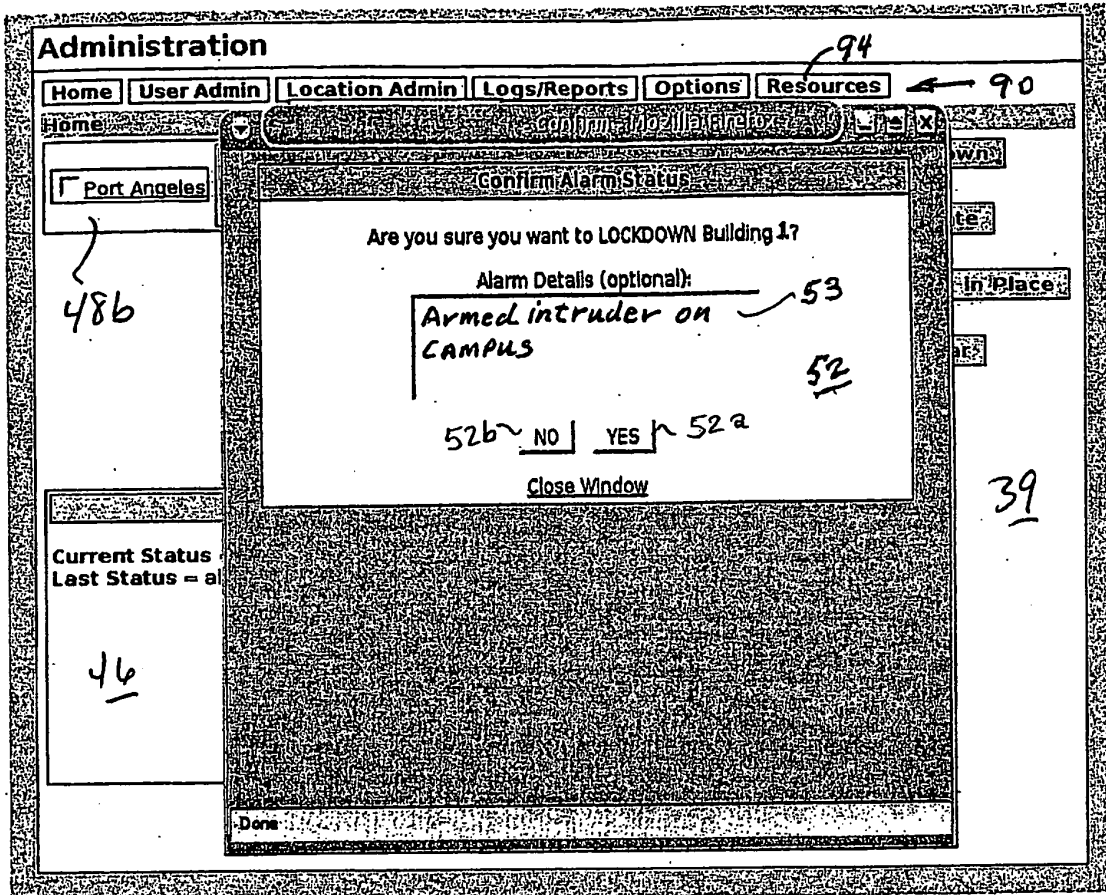 Administration
94
Home User Admin Location Admin Logs/Reports Options Resources
90
Home
Confirm - Mozilla Firefox
Confirm Alarm Status
Port Angeles
48b
Are you sure you want to LOCKDOWN Building 1?
Alarm Details (optional):
Armed intruder on
CAMPUS
53
52
52b NO YES 52a
Close Window
In Place
39
Current Status
Last Status = al
46
Done